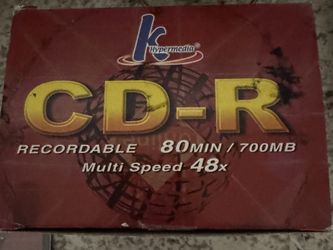 K
Hypermedia®
CD-R
RECORDABLE 80MIN / 700MB
Multi Speed 48x